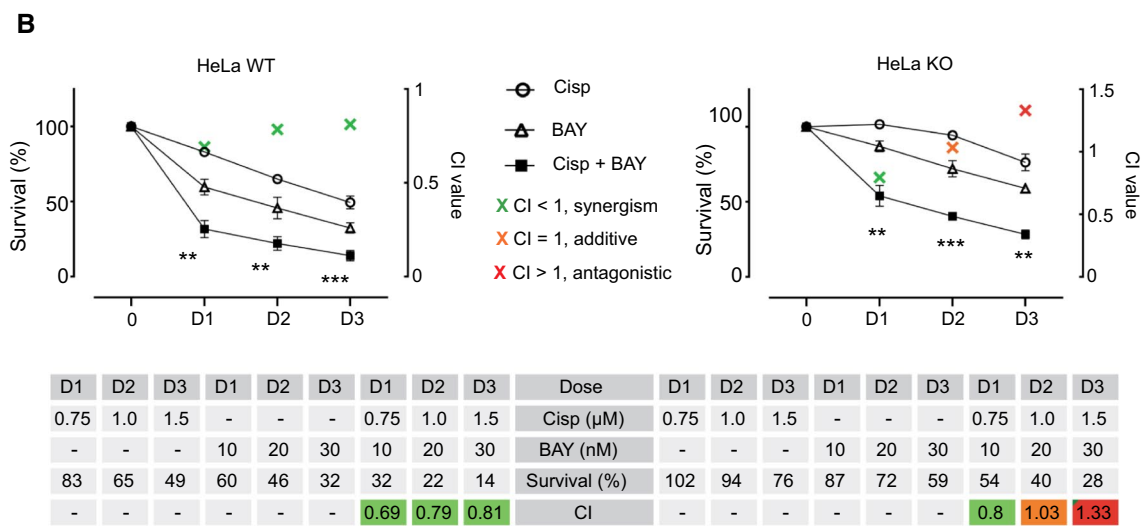 B
HeLa WT
Survival (%)
100
50
0
1
0.5
0
CI value
0 D1 D2 D3
** ** ***
Cisp
BAY
Cisp + BAY
X CI < 1, synergism
X CI = 1, additive
X CI > 1, antagonistic
HeLa KO
Survival (%)
100
50
0
1.5
1
0.5
0
CI value
0 D1 D2 D3
** *** **
D1 D2 D3 D1 D2 D3 D1 D2 D3 Dose D1 D2 D3 D1 D2 D3 D1 D2 D3
0.75 1.0 1.5 - - - 0.75 1.0 1.5 Cisp (µM) 0.75 1.0 1.5 - - - 0.75 1.0 1.5
- - - 10 20 30 10 20 30 BAY (nM) - - - 10 20 30 10 20 30
83 65 49 60 46 32 32 22 14 Survival (%) 102 94 76 87 72 59 54 40 28
- - - - - - 0.69 0.79 0.81 CI - - - - - - 0.8 1.03 1.33